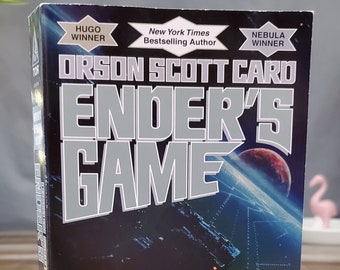 HUGO
WINNER
New York Times
Bestselling Author
NEBULA
WINNER
ORSON SCOTT CARD
ENDER'S
GAME